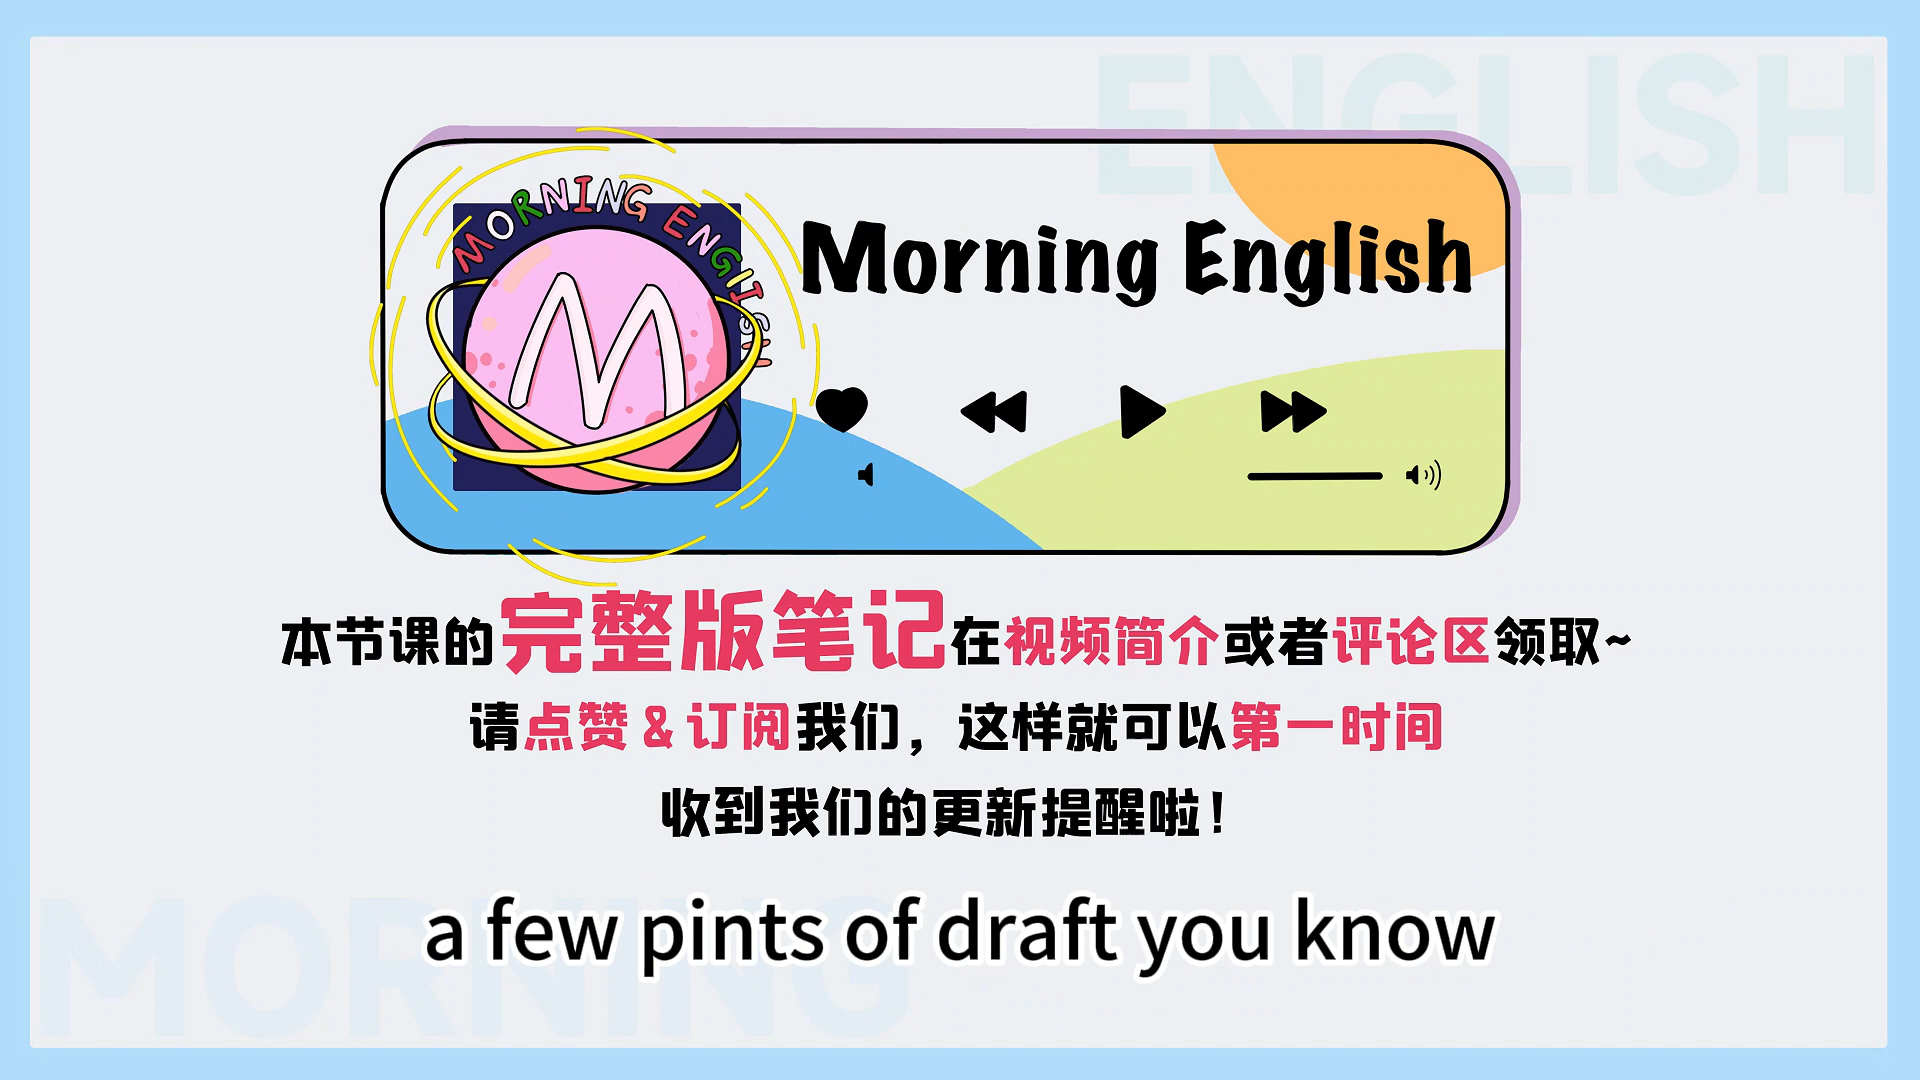 ENGLISH
MORNING ENGLISH
M
Morning English
本节课的完整版笔记在视频简介或者评论区领取~
请点赞&订阅我们，这样就可以第一时间
收到我们的更新提醒啦！
a few pints of draft you know
MORNING